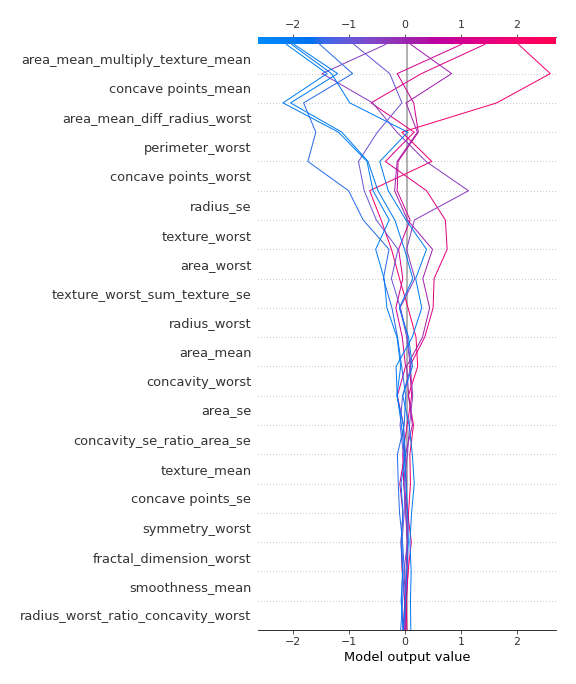 −2 −1 0 1 2
area_mean_multiply_texture_mean
concave points_mean
area_mean_diff_radius_worst
perimeter_worst
concave points_worst
radius_se
texture_worst
area_worst
texture_worst_sum_texture_se
radius_worst
area_mean
concavity_worst
area_se
concavity_se_ratio_area_se
texture_mean
concave points_se
symmetry_worst
fractal_dimension_worst
smoothness_mean
radius_worst_ratio_concavity_worst
−2 −1 0 1 2
Model output value